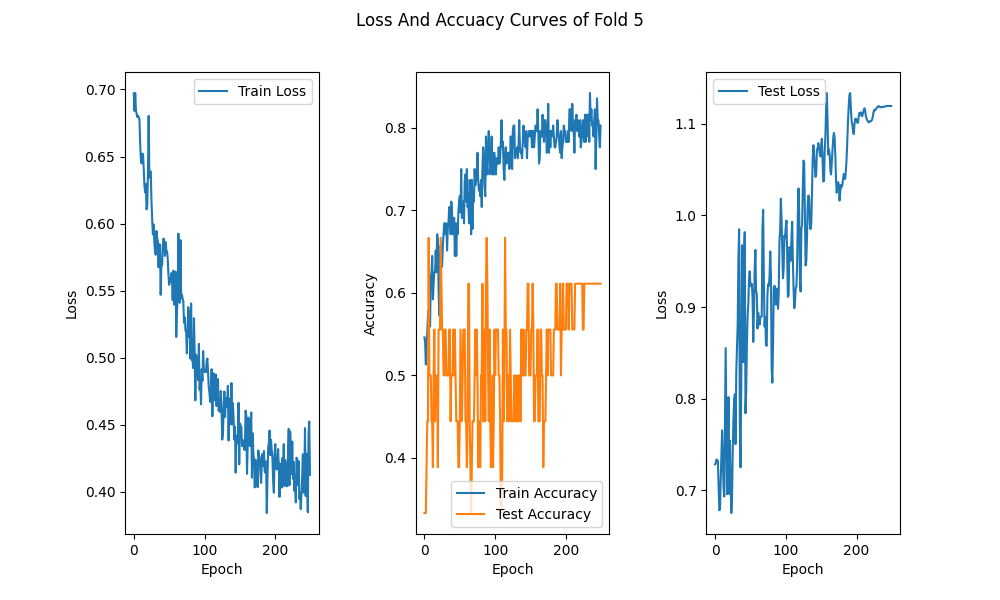 Loss And Accuacy Curves of Fold 5
Train Loss
0.70
0.65
0.60
0.55
0.50
0.45
0.40
Loss
0
100
200
Epoch
0.8
0.7
0.6
0.5
0.4
Accuracy
Train Accuracy
Test Accuracy
0
100
200
Epoch
Test Loss
1.1
1.0
0.9
0.8
0.7
Loss
0
100
200
Epoch